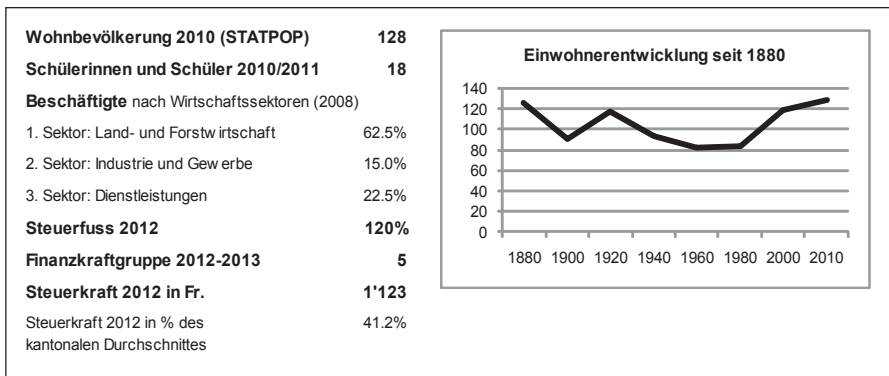 Wohnbevölkerung 2010 (STATPOP) 128
Schülerinnen und Schüler 2010/2011 18
Beschäftigte nach Wirtschaftssektoren (2008)
1. Sektor: Land- und Forstwirtschaft 62.5%
2. Sektor: Industrie und Gewerbe 15.0%
3. Sektor: Dienstleistungen 22.5%
Steuerfuss 2012 120%
Finanzkraftgruppe 2012-2013 5
Steuerkraft 2012 in Fr. 1'123
Steuerkraft 2012 in % des 41.2%
kantonalen Durchschnittes
Einwohnerentwicklung seit 1880
140
120
100
80
60
40
20
0
1880 1900 1920 1940 1960 1980 2000 2010